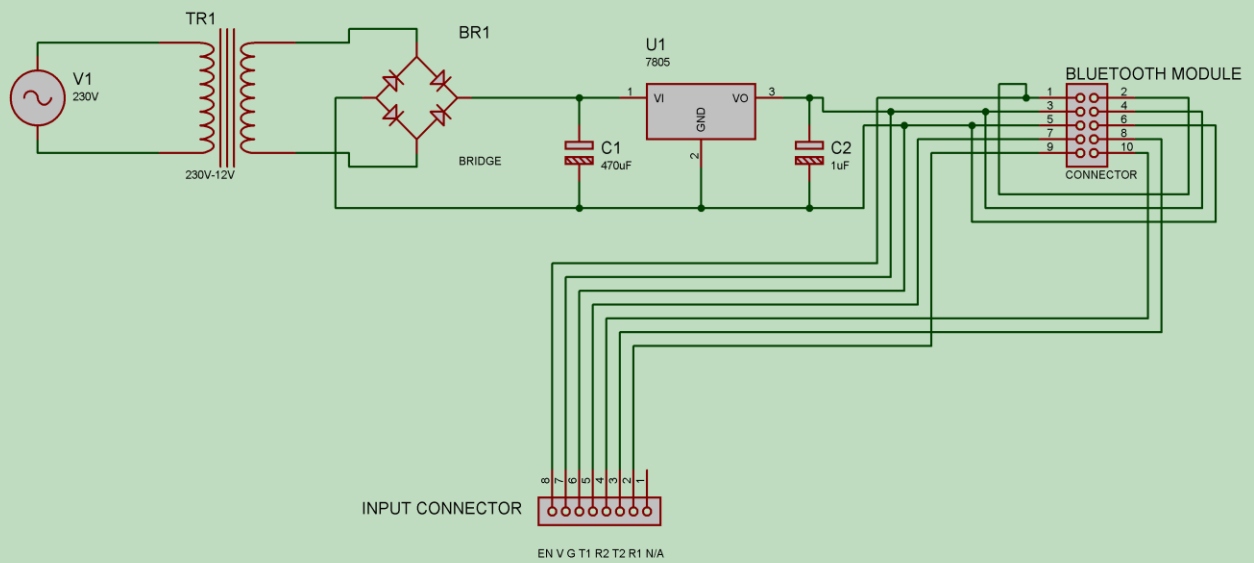 TR1
V1
230V
230V-12V
BR1
BRIDGE
C1
470uF
U1
7805
1 VI VO 3
GND
2
C2
1uF
BLUETOOTH MODULE
1 2
3 4
5 6
7 8
9 10
CONNECTOR
8 7 6 5 4 3 2 1
INPUT CONNECTOR
EN V G T1 R2 T2 R1 N/A